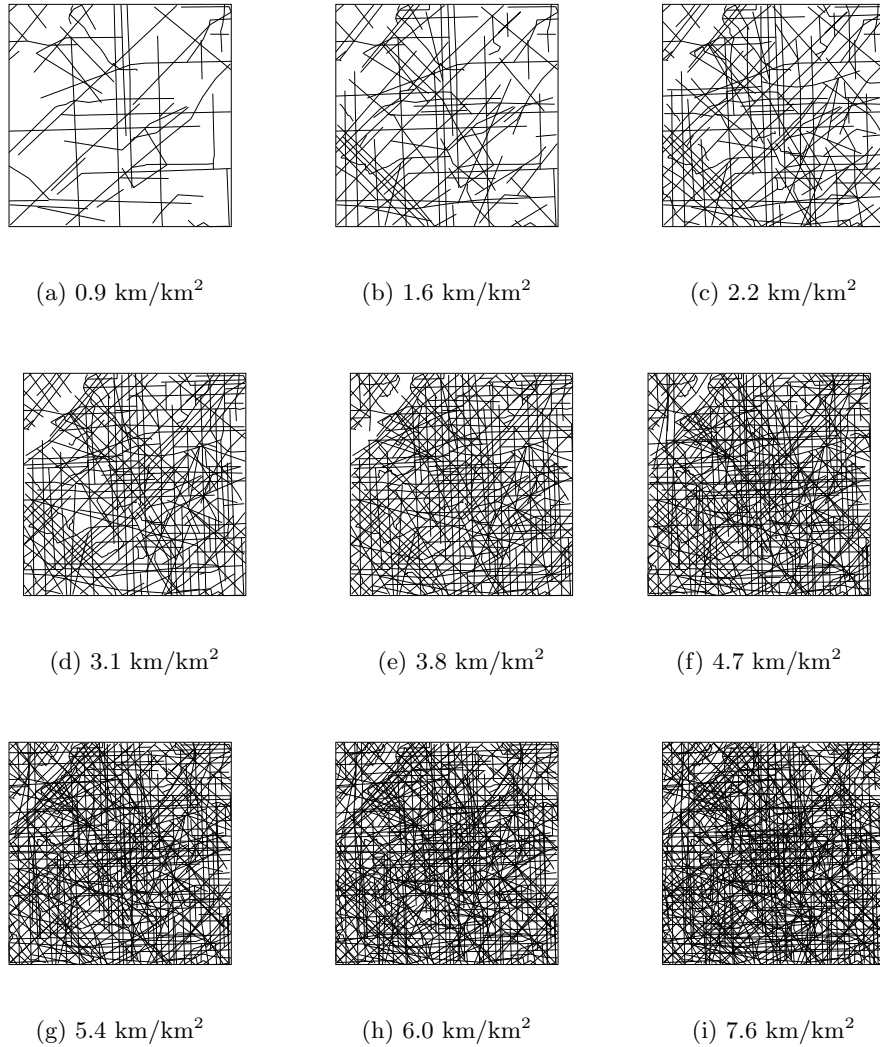 (a) 0.9 km/km²
(b) 1.6 km/km²
(c) 2.2 km/km²
(d) 3.1 km/km²
(e) 3.8 km/km²
(f) 4.7 km/km²
(g) 5.4 km/km²
(h) 6.0 km/km²
(i) 7.6 km/km²